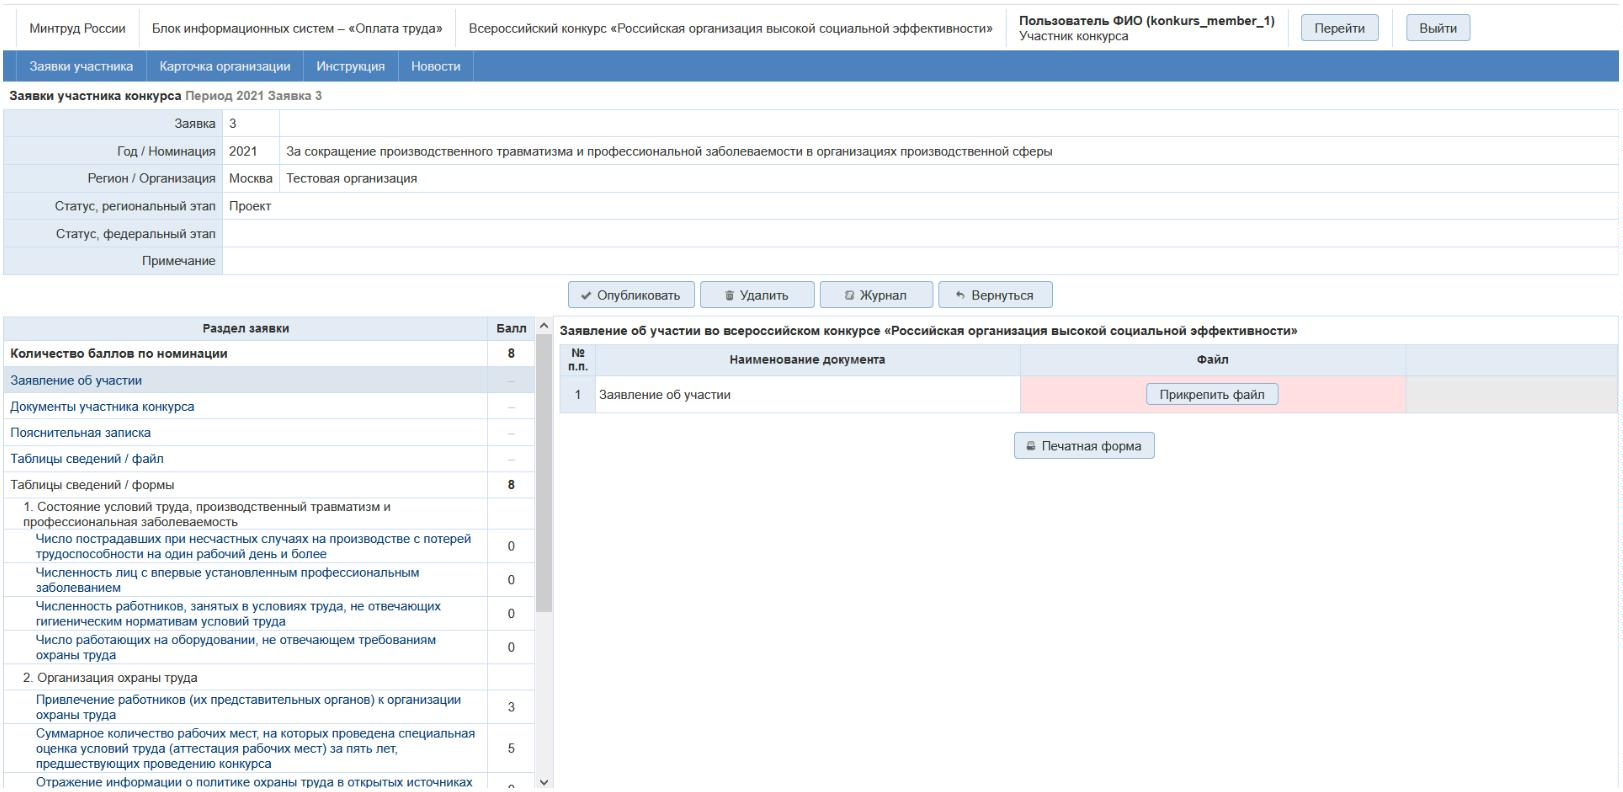 Минтруд России
Блок информационных систем – «Оплата труда»
Всероссийский конкурс «Российская организация высокой социальной эффективности»
Пользователь ФИО (konkurs_member_1)
Участник конкурса
Перейти
Выйти
Заявки участника
Карточка организации
Инструкция
Новости
Заявки участника конкурса Период 2021 Заявка 3
Заявка 3
Год / Номинация 2021 За сокращение производственного травматизма и профессиональной заболеваемости в организациях производственной сферы
Регион / Организация Москва Тестовая организация
Статус, региональный этап Проект
Статус, федеральный этап
Примечание
Опубликовать
Удалить
Журнал
Вернуться
Раздел заявки Балл
Количество баллов по номинации 8
Заявление об участии –
Документы участника конкурса –
Пояснительная записка –
Таблицы сведений / файл –
Таблицы сведений / формы 8
1. Состояние условий труда, производственный травматизм и
профессиональная заболеваемость
Число пострадавших при несчастных случаях на производстве с потерей
трудоспособности на один рабочий день и более 0
Численность лиц с впервые установленным профессиональным
заболеванием 0
Численность работников, занятых в условиях труда, не отвечающих
гигиеническим нормативам условий труда 0
Число работающих на оборудовании, не отвечающем требованиям
охраны труда 0
2. Организация охраны труда
Привлечение работников (их представительных органов) к организации
охраны труда 3
Суммарное количество рабочих мест, на которых проведена специальная
оценка условий труда (аттестация рабочих мест) за пять лет, 5
предшествующих проведению конкурса
Отражение информации о политике охраны труда в открытых источниках
Заявление об участии во всероссийском конкурсе «Российская организация высокой социальной эффективности»
№
п.п.
Наименование документа
Файл
1 Заявление об участии
Прикрепить файл
Печатная форма